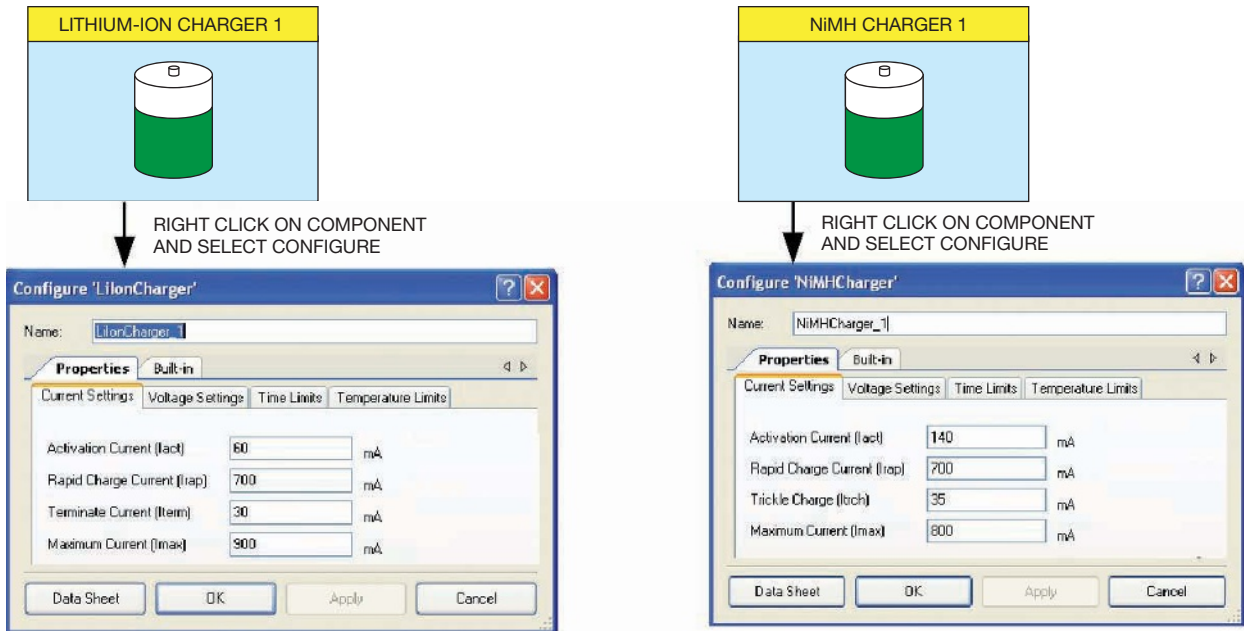 LITHIUM-ION CHARGER 1
RIGHT CLICK ON COMPONENT
AND SELECT CONFIGURE
Configure 'LiIonCharger'
Name: LiIonCharger_1
Properties Built-in
Current Settings Voltage Settings Time Limits Temperature Limits
Activation Current (Iact) 60 mA
Rapid Charge Current (Irap) 700 mA
Terminate Current (Iterm) 30 mA
Maximum Current (Imax) 900 mA
Data Sheet OK Apply Cancel
NiMH CHARGER 1
RIGHT CLICK ON COMPONENT
AND SELECT CONFIGURE
Configure 'NiMHCharger'
Name: NiMHCharger_1
Properties Built-in
Current Settings Voltage Settings Time Limits Temperature Limits
Activation Current (Iact) 140 mA
Rapid Charge Current (Irap) 700 mA
Trickle Charge (Itrch) 35 mA
Maximum Current (Imax) 800 mA
Data Sheet OK Apply Cancel